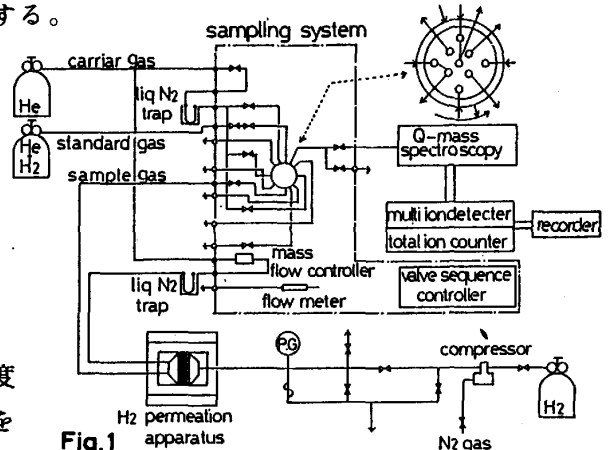 する。
sampling system
carriar gas
He
liq N2
trap
He
H2
standard gas
sample gas
Q-mass
spectroscopy
multi iondetecter
total ion counter
recorder
mass
flow controller
liq N2
trap
flow meter
valve sequence
controller
P.G
compressor
H2
度
を
H2 permeation
apparatus
Fig.1
N2 gas